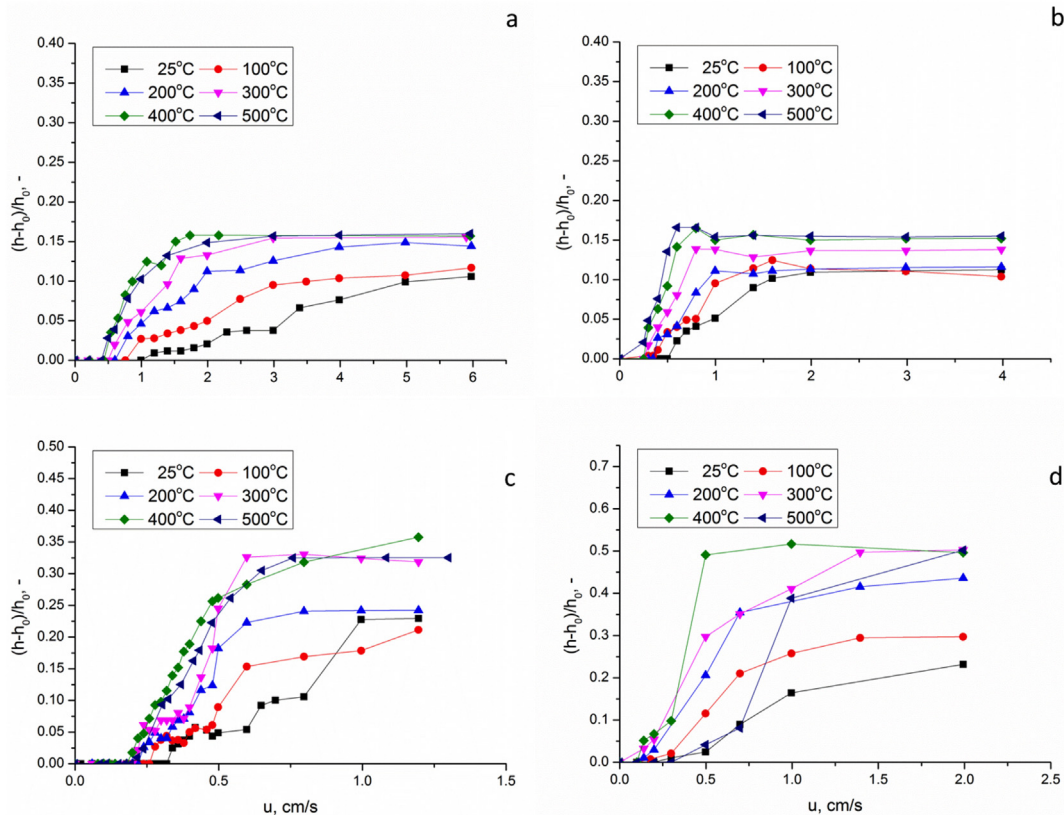 a
0.40
0.35
0.30
0.25
0.20
0.15
0.10
0.05
0.00
(h-h₀)/h₀, -
25°C 100°C
200°C 300°C
400°C 500°C
0 1 2 3 4 5 6
b
0.40
0.35
0.30
0.25
0.20
0.15
0.10
0.05
0.00
(h-h₀)/h₀, -
25°C 100°C
200°C 300°C
400°C 500°C
0 1 2 3 4
c
0.50
0.45
0.40
0.35
0.30
0.25
0.20
0.15
0.10
0.05
0.00
(h-h₀)/h₀, -
25°C 100°C
200°C 300°C
400°C 500°C
0.0 0.5 1.0 1.5
u, cm/s
d
0.7
0.6
0.5
0.4
0.3
0.2
0.1
0.0
(h-h₀)/h₀, -
25°C 100°C
200°C 300°C
400°C 500°C
0.0 0.5 1.0 1.5 2.0 2.5
u, cm/s